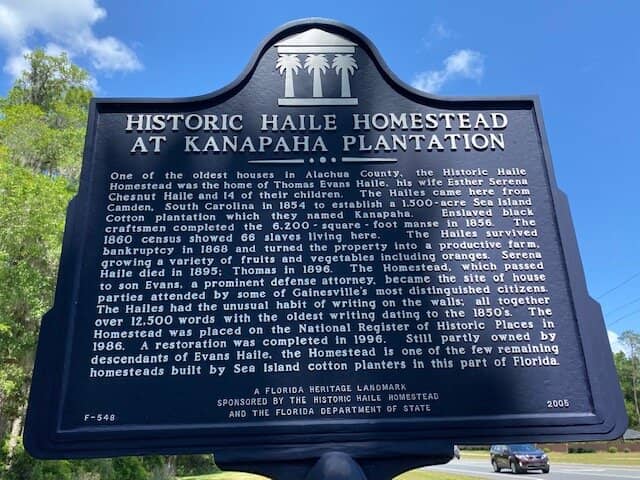 HISTORIC HAILE HOMESTEAD
AT KANAPAHA PLANTATION
One of the oldest houses in Alachua County, the Historic Haile
Homestead was the home of Thomas Evans Haile, his wife Esther Serena
Chesnut Haile and 14 of their children. The Hailes came here from
Camden, South Carolina in 1854 to establish a 1,500-acre Sea Island
Cotton plantation which they named Kanapaha. Enslaved black
craftsmen completed the 6,200-square-foot manse in 1856. The
1860 census showed 66 slaves living here. The Hailes survived
bankruptcy in 1868 and turned the property into a productive farm,
growing a variety of fruits and vegetables including oranges. Serena
Haile died in 1895; Thomas in 1896. The Homestead, which passed
to son Evans, a prominent defense attorney, became the site of house
parties attended by some of Gainesville's most distinguished citizens.
The Hailes had the unusual habit of writing on the walls; all together
over 12,500 words with the oldest writing dating to the 1850's. The
Homestead was placed on the National Register of Historic Places in
1986. A restoration was completed in 1996. Still partly owned by
descendants of Evans Haile, the Homestead is one of the few remaining
homesteads built by Sea Island cotton planters in this part of Florida.
A FLORIDA HERITAGE LANDMARK
SPONSORED BY THE HISTORIC HAILE HOMESTEAD
AND THE FLORIDA DEPARTMENT OF STATE
F-548
2005